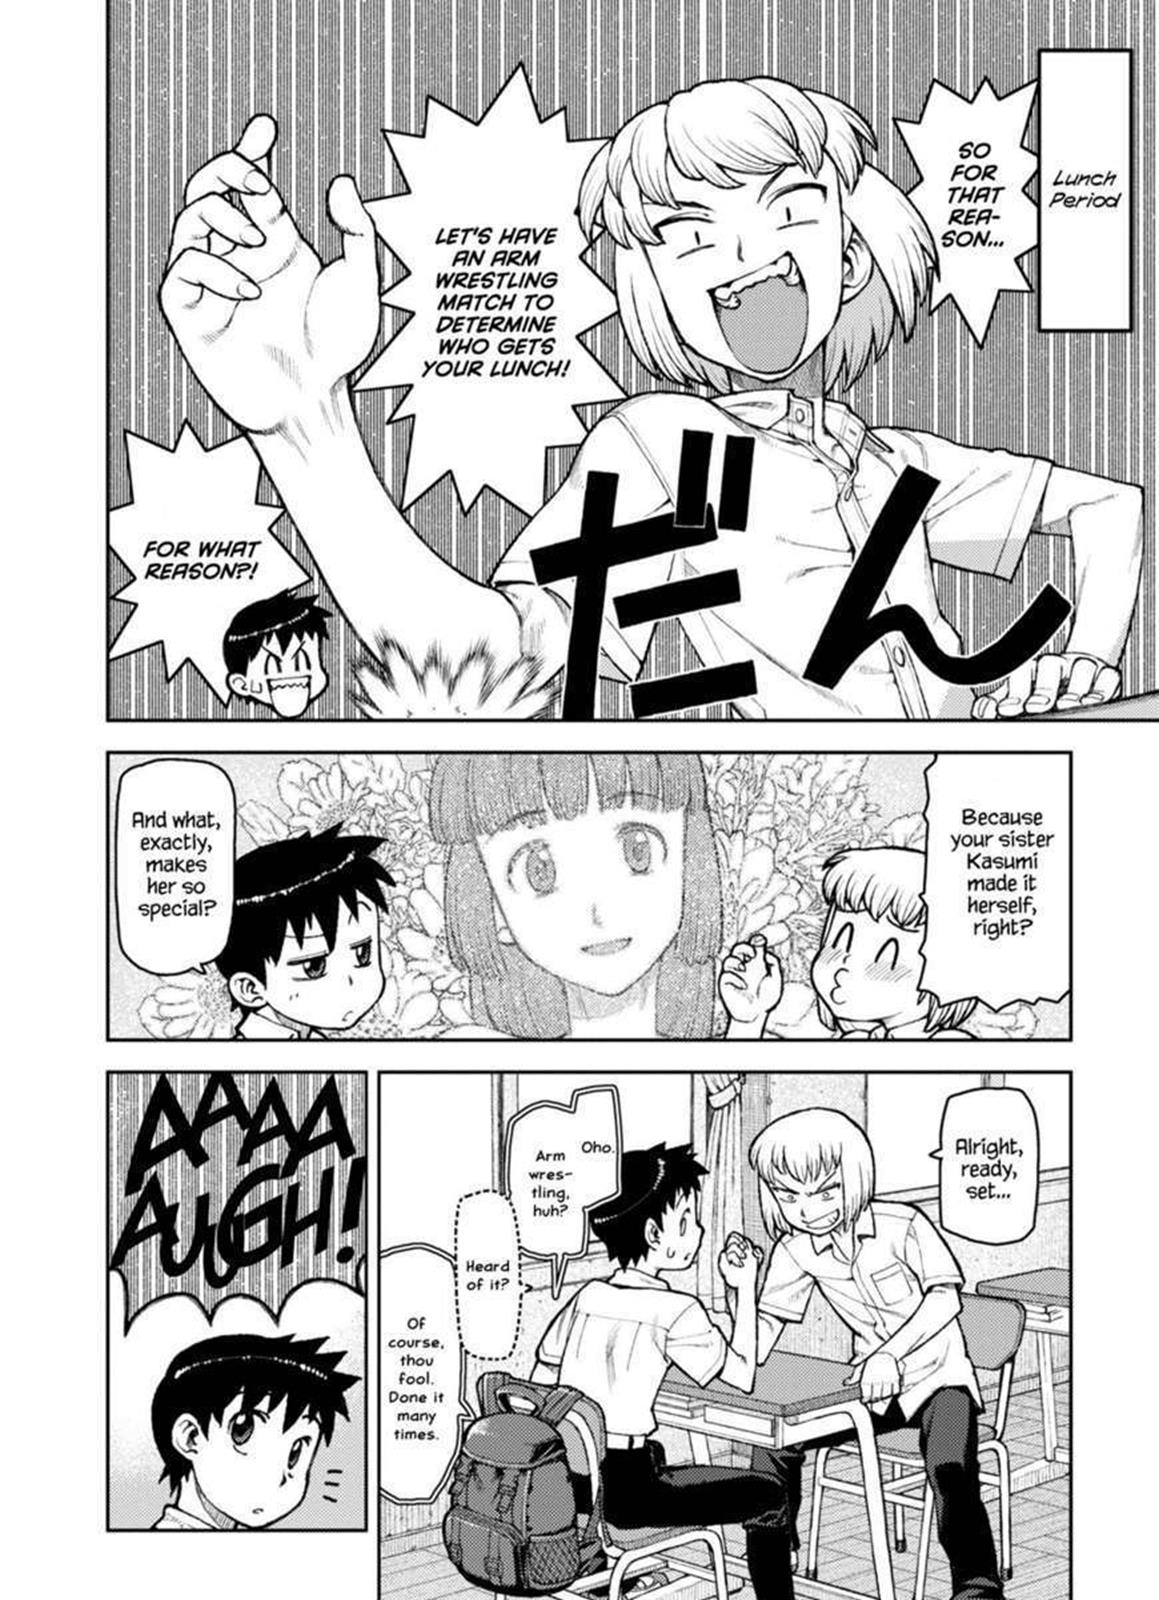 Lunch
Period
SO
FOR
THAT
REA-
SON...
LET'S HAVE
AN ARM
WRESTLING
MATCH TO
DETERMINE
WHO GETS
YOUR LUNCH!
だん
FOR WHAT
REASON?!
Because
your sister
Kasumi
made it
herself,
right?
And what,
exactly,
makes
her so
special?
Alright,
ready,
set...
Oho.
Arm
wres-
tling,
huh?
Heard
of it?
Of
course,
thou
fool.
Done it
many
times.
AAAA
AUGH!